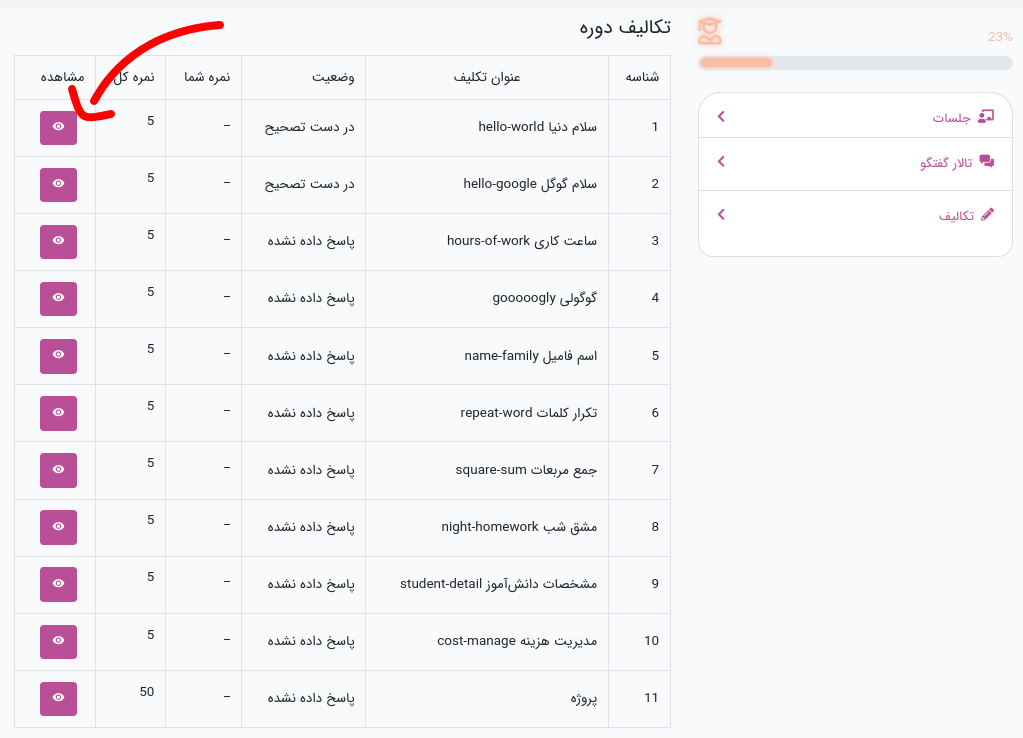 23%
جلسات
تالار گفتگو
تکالیف
تکالیف دوره
شناسه عنوان تکلیف وضعیت نمره شما نمره کل مشاهده
1 سلام دنیا hello-world در دست تصحیح – 5
2 سلام گوگل hello-google در دست تصحیح – 5
3 ساعت کاری hours-of-work پاسخ داده نشده – 5
4 گوگولی gooooogly پاسخ داده نشده – 5
5 اسم فامیل name-family پاسخ داده نشده – 5
6 تکرار کلمات repeat-word پاسخ داده نشده – 5
7 جمع مربعات square-sum پاسخ داده نشده – 5
8 مشق شب night-homework پاسخ داده نشده – 5
9 مشخصات دانش‌آموز student-detail پاسخ داده نشده – 5
10 مدیریت هزینه cost-manage پاسخ داده نشده – 5
11 پروژه پاسخ داده نشده – 50